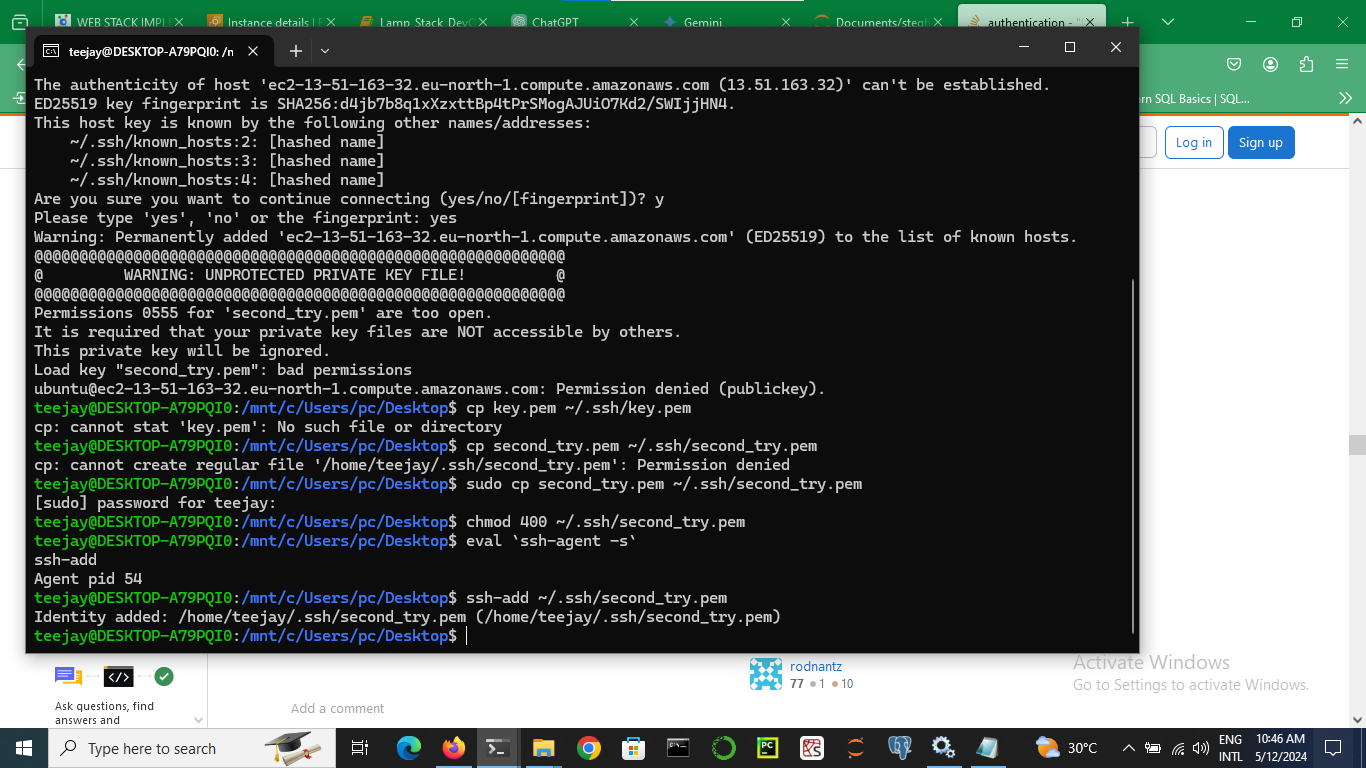 WEB STACK IMPLE
Instance details | E
Lamp_Stack_DevO
ChatGPT
Gemini
Documents/stegh
authentication - "L
teejay@DESKTOP-A79PQI0: /n
rn SQL Basics | SQL...
Log in
Sign up
The authenticity of host 'ec2-13-51-163-32.eu-north-1.compute.amazonaws.com (13.51.163.32)' can't be established.
ED25519 key fingerprint is SHA256:d4jb7b8q1xXzxttBp4tPrSMogAJUiO7Kd2/SWIjjHN4.
This host key is known by the following other names/addresses:
~/.ssh/known_hosts:2: [hashed name]
~/.ssh/known_hosts:3: [hashed name]
~/.ssh/known_hosts:4: [hashed name]
Are you sure you want to continue connecting (yes/no/[fingerprint])? y
Please type 'yes', 'no' or the fingerprint: yes
Warning: Permanently added 'ec2-13-51-163-32.eu-north-1.compute.amazonaws.com' (ED25519) to the list of known hosts.
@@@@@@@@@@@@@@@@@@@@@@@@@@@@@@@@@@@@@@@@@@@@@@@@@@@@@@@@@@@
@         WARNING: UNPROTECTED PRIVATE KEY FILE!          @
@@@@@@@@@@@@@@@@@@@@@@@@@@@@@@@@@@@@@@@@@@@@@@@@@@@@@@@@@@@
Permissions 0555 for 'second_try.pem' are too open.
It is required that your private key files are NOT accessible by others.
This private key will be ignored.
Load key "second_try.pem": bad permissions
ubuntu@ec2-13-51-163-32.eu-north-1.compute.amazonaws.com: Permission denied (publickey).
teejay@DESKTOP-A79PQI0:/mnt/c/Users/pc/Desktop$ cp key.pem ~/.ssh/key.pem
cp: cannot stat 'key.pem': No such file or directory
teejay@DESKTOP-A79PQI0:/mnt/c/Users/pc/Desktop$ cp second_try.pem ~/.ssh/second_try.pem
cp: cannot create regular file '/home/teejay/.ssh/second_try.pem': Permission denied
teejay@DESKTOP-A79PQI0:/mnt/c/Users/pc/Desktop$ sudo cp second_try.pem ~/.ssh/second_try.pem
[sudo] password for teejay:
teejay@DESKTOP-A79PQI0:/mnt/c/Users/pc/Desktop$ chmod 400 ~/.ssh/second_try.pem
teejay@DESKTOP-A79PQI0:/mnt/c/Users/pc/Desktop$ eval `ssh-agent -s`
ssh-add
Agent pid 54
teejay@DESKTOP-A79PQI0:/mnt/c/Users/pc/Desktop$ ssh-add ~/.ssh/second_try.pem
Identity added: /home/teejay/.ssh/second_try.pem (/home/teejay/.ssh/second_try.pem)
teejay@DESKTOP-A79PQI0:/mnt/c/Users/pc/Desktop$
Ask questions, find
answers and
rodnantz
77 1 10
Add a comment
Activate Windows
Go to Settings to activate Windows.
Type here to search
PC
30°C
ENG
INTL
10:46 AM
5/12/2024